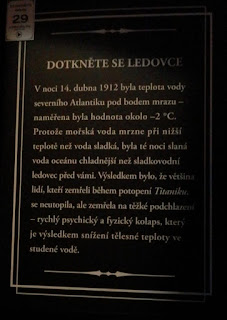 29
DOTKNĚTE SE LEDOVCE
V noci 14. dubna 1912 byla teplota vody
severního Atlantiku pod bodem mrazu –
naměřena byla hodnota okolo –2 °C.
Protože mořská voda mrzne při nižší
teplotě než voda sladká, byla té noci slaná
voda oceánu chladnější než sladkovodní
ledovec před vámi. Výsledkem bylo, že většina
lidí, kteří zemřeli během potopení Titaniku,
se neutopila, ale zemřela na těžké podchlazení
– rychlý psychický a fyzický kolaps, který
je výsledkem snížení tělesné teploty ve
studené vodě.